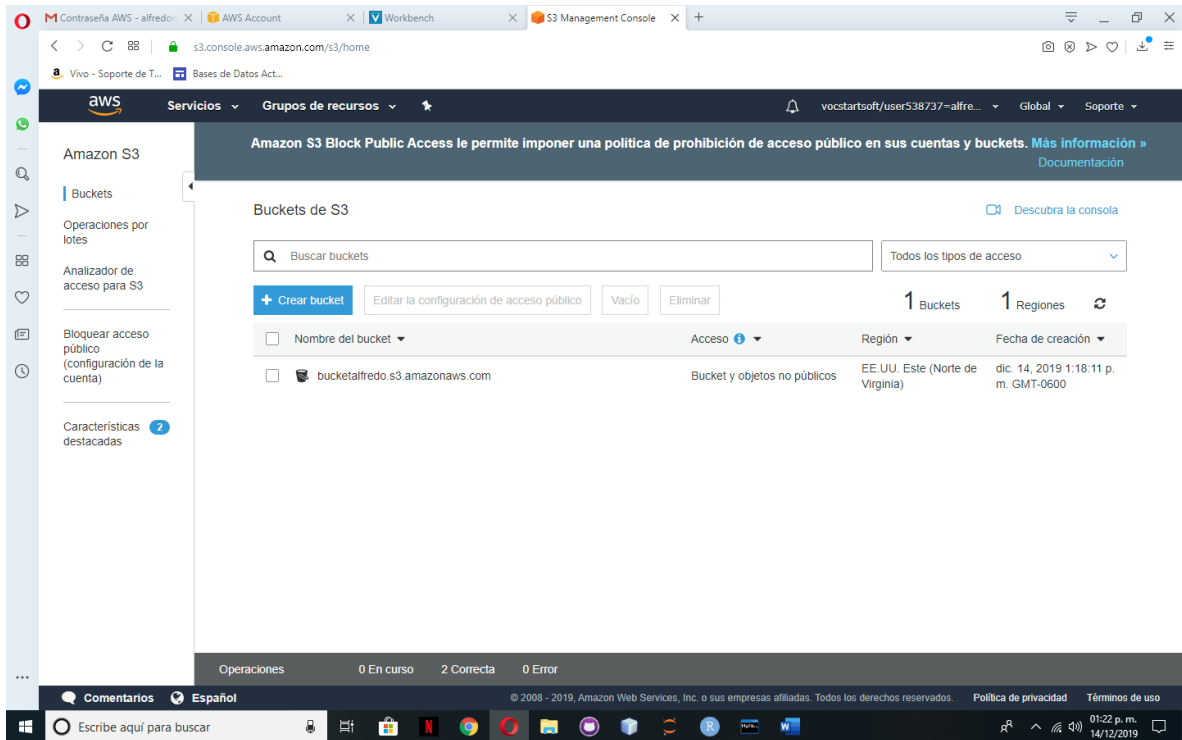 Contraseña AWS - alfredon
AWS Account
Workbench
S3 Management Console
s3.console.aws.amazon.com/s3/home
Vivo - Soporte de T...
Bases de Datos Act...
aws
Servicios
Grupos de recursos
vocstartsoft/user538737=alfre...
Global
Soporte
Amazon S3
Buckets
Operaciones por
lotes
Analizador de
acceso para S3
Bloquear acceso
público
(configuración de la
cuenta)
Características 2
destacadas
Amazon S3 Block Public Access le permite imponer una política de prohibición de acceso público en sus cuentas y buckets. Más información »
Documentación
Buckets de S3
Descubra la consola
Buscar buckets
Todos los tipos de acceso
+ Crear bucket
Editar la configuración de acceso público
Vacío
Eliminar
1 Buckets
1 Regiones
Nombre del bucket
Acceso
Región
Fecha de creación
bucketalfredo.s3.amazonaws.com
Bucket y objetos no públicos
EE.UU. Este (Norte de
Virginia)
dic. 14, 2019 1:18:11 p.
m. GMT-0600
Operaciones
0 En curso
2 Correcta
0 Error
Comentarios
Español
© 2008 - 2019, Amazon Web Services, Inc. o sus empresas afiliadas. Todos los derechos reservados.
Política de privacidad
Términos de uso
Escribe aquí para buscar
01:22 p. m.
14/12/2019